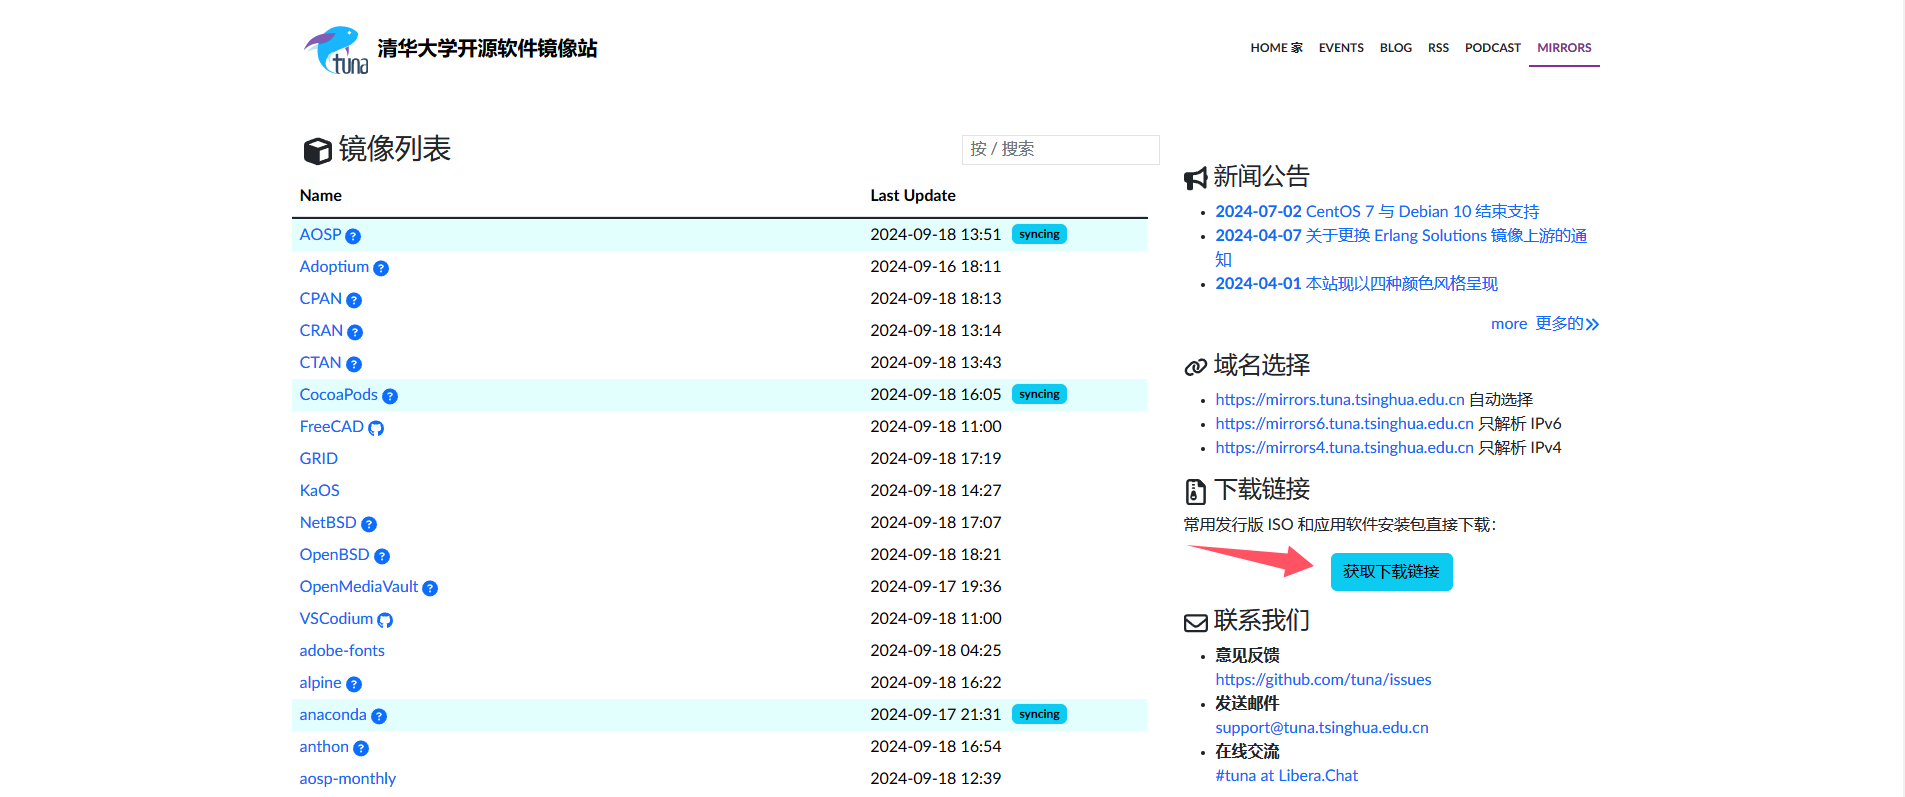 tuna
清华大学开源软件镜像站
HOME 家 EVENTS BLOG RSS PODCAST MIRRORS
镜像列表
按 / 搜索
Name Last Update
AOSP 2024-09-18 13:51 syncing
Adoptium 2024-09-16 18:11
CPAN 2024-09-18 18:13
CRAN 2024-09-18 13:14
CTAN 2024-09-18 13:43
CocoaPods 2024-09-18 16:05 syncing
FreeCAD 2024-09-18 11:00
GRID 2024-09-18 17:19
KaOS 2024-09-18 14:27
NetBSD 2024-09-18 17:07
OpenBSD 2024-09-18 18:21
OpenMediaVault 2024-09-17 19:36
VSCodium 2024-09-18 11:00
adobe-fonts 2024-09-18 04:25
alpine 2024-09-18 16:22
anaconda 2024-09-17 21:31 syncing
anthon 2024-09-18 16:54
aosp-monthly 2024-09-18 12:39
新闻公告
2024-07-02 CentOS 7 与 Debian 10 结束支持
2024-04-07 关于更换 Erlang Solutions 镜像上游的通
知
2024-04-01 本站现以四种颜色风格呈现
more 更多的
域名选择
https://mirrors.tuna.tsinghua.edu.cn 自动选择
https://mirrors6.tuna.tsinghua.edu.cn 只解析 IPv6
https://mirrors4.tuna.tsinghua.edu.cn 只解析 IPv4
下载链接
常用发行版 ISO 和应用软件安装包直接下载：
获取下载链接
联系我们
意见反馈
https://github.com/tuna/issues
发送邮件
support@tuna.tsinghua.edu.cn
在线交流
#tuna at Libera.Chat